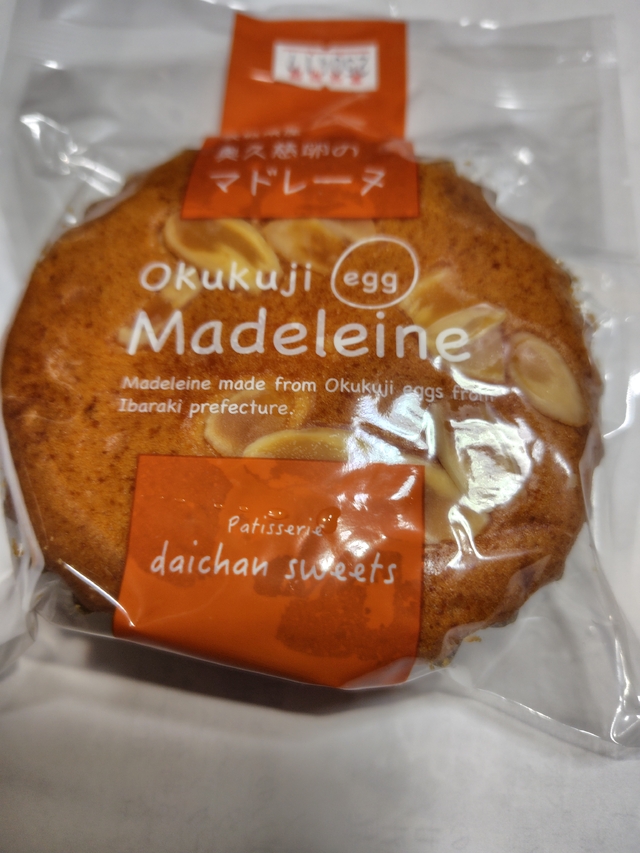 奥久慈卵の
マドレーヌ
Okukuji egg
Madeleine
Madeleine made from Okukuji eggs from
Ibaraki prefecture.
Patisserie
daichan sweets